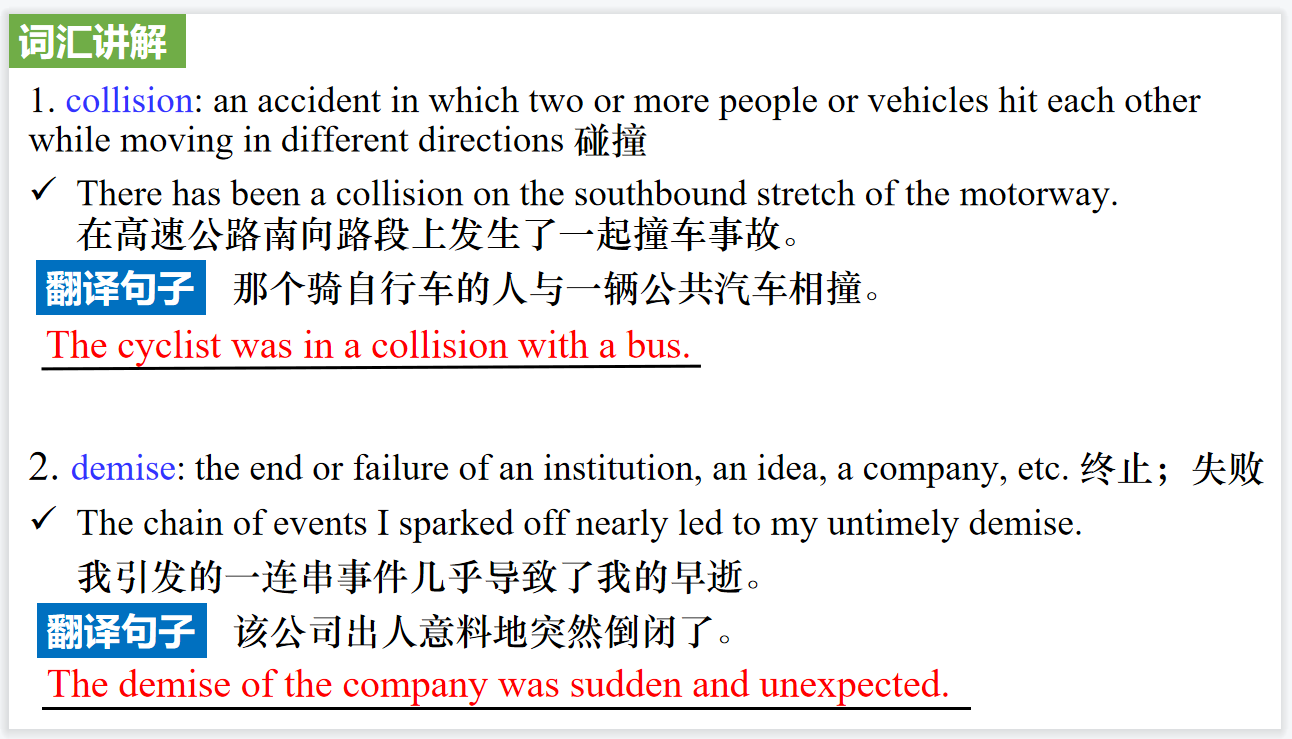 词汇讲解
1. collision: an accident in which two or more people or vehicles hit each other
while moving in different directions 碰撞
✓ There has been a collision on the southbound stretch of the motorway.
在高速公路南向路段上发生了一起撞车事故。
翻译句子 那个骑自行车的人与一辆公共汽车相撞。
The cyclist was in a collision with a bus.
2. demise: the end or failure of an institution, an idea, a company, etc. 终止；失败
✓ The chain of events I sparked off nearly led to my untimely demise.
我引发的一连串事件几乎导致了我的早逝。
翻译句子 该公司出人意料地突然倒闭了。
The demise of the company was sudden and unexpected.